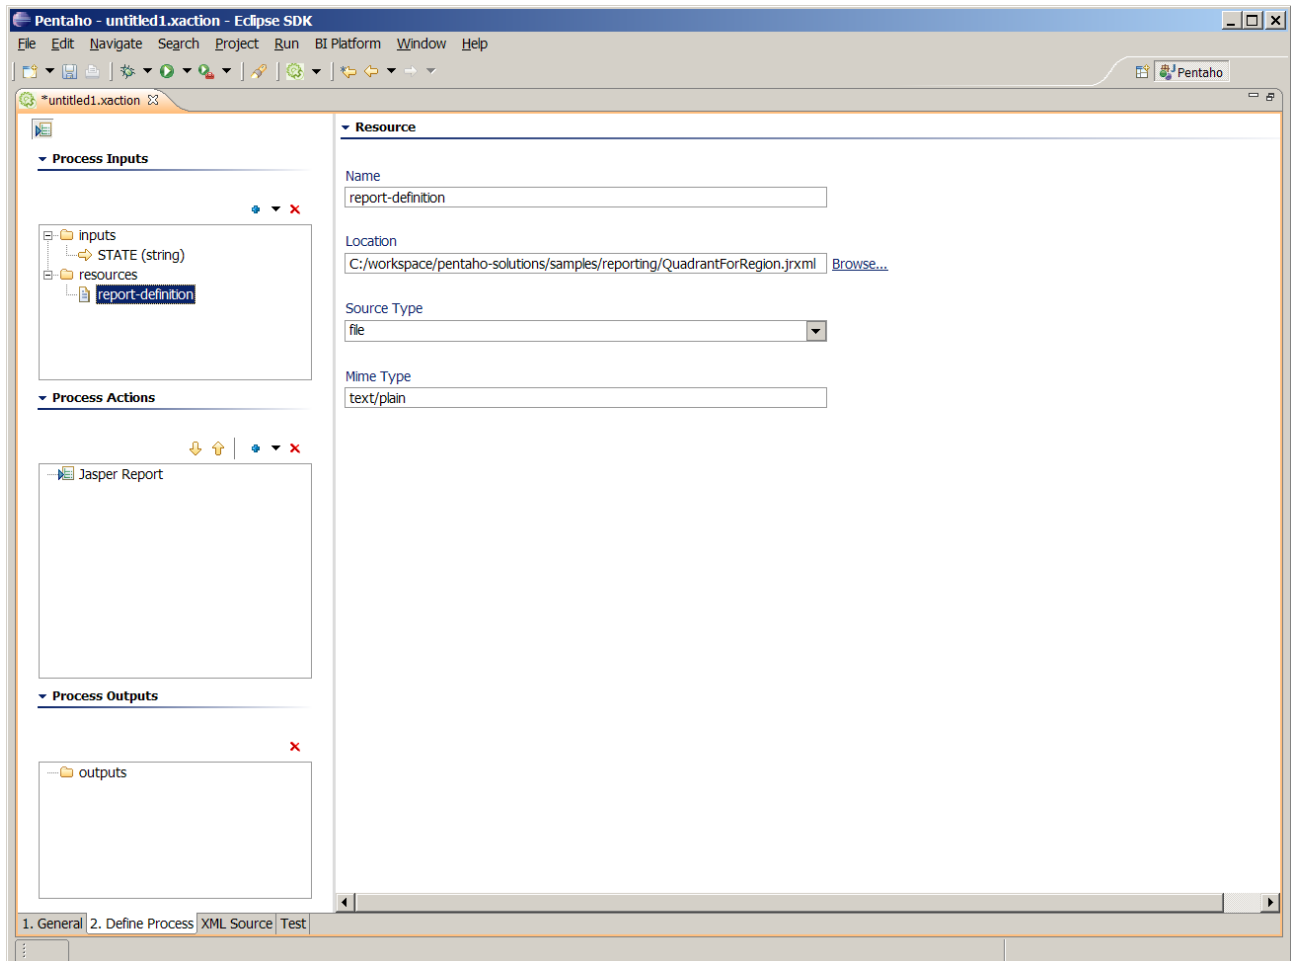 Pentaho - untitled1.xaction - Eclipse SDK
File Edit Navigate Search Project Run BI Platform Window Help
Pentaho
*untitled1.xaction
Process Inputs
inputs
STATE (string)
resources
report-definition
Process Actions
Jasper Report
Process Outputs
outputs
Resource
Name
report-definition
Location
C:/workspace/pentaho-solutions/samples/reporting/QuadrantForRegion.jrxml Browse...
Source Type
file
Mime Type
text/plain
1. General 2. Define Process XML Source Test